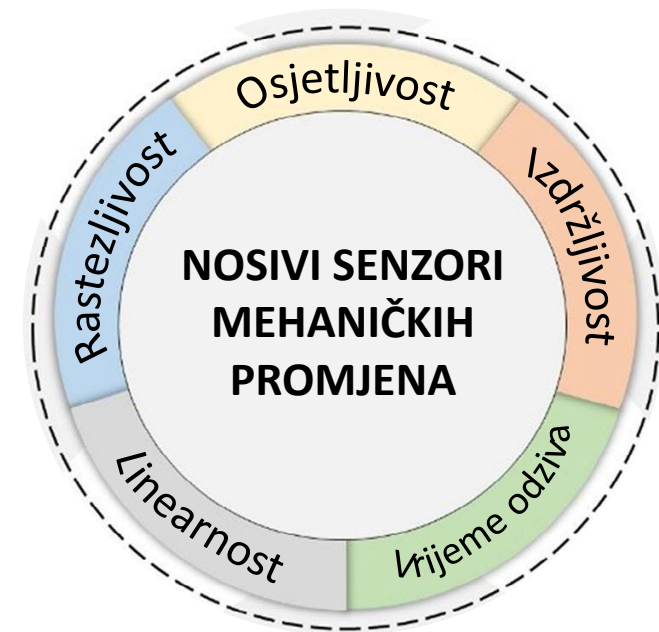 Osjetljivost
Izdržljivost
Vrijeme odziva
Linearnost
Rastezljivost
NOSIVI SENZORI
MEHANIČKIH
PROMJENA